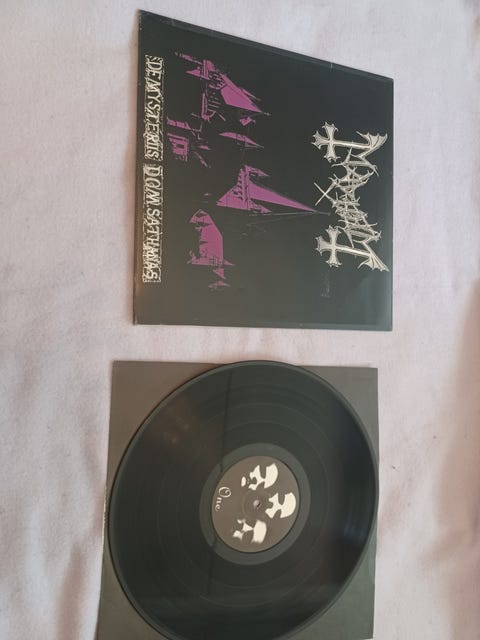 MAYHEM
DE MYSTERIIS DOM SATHANAS
One